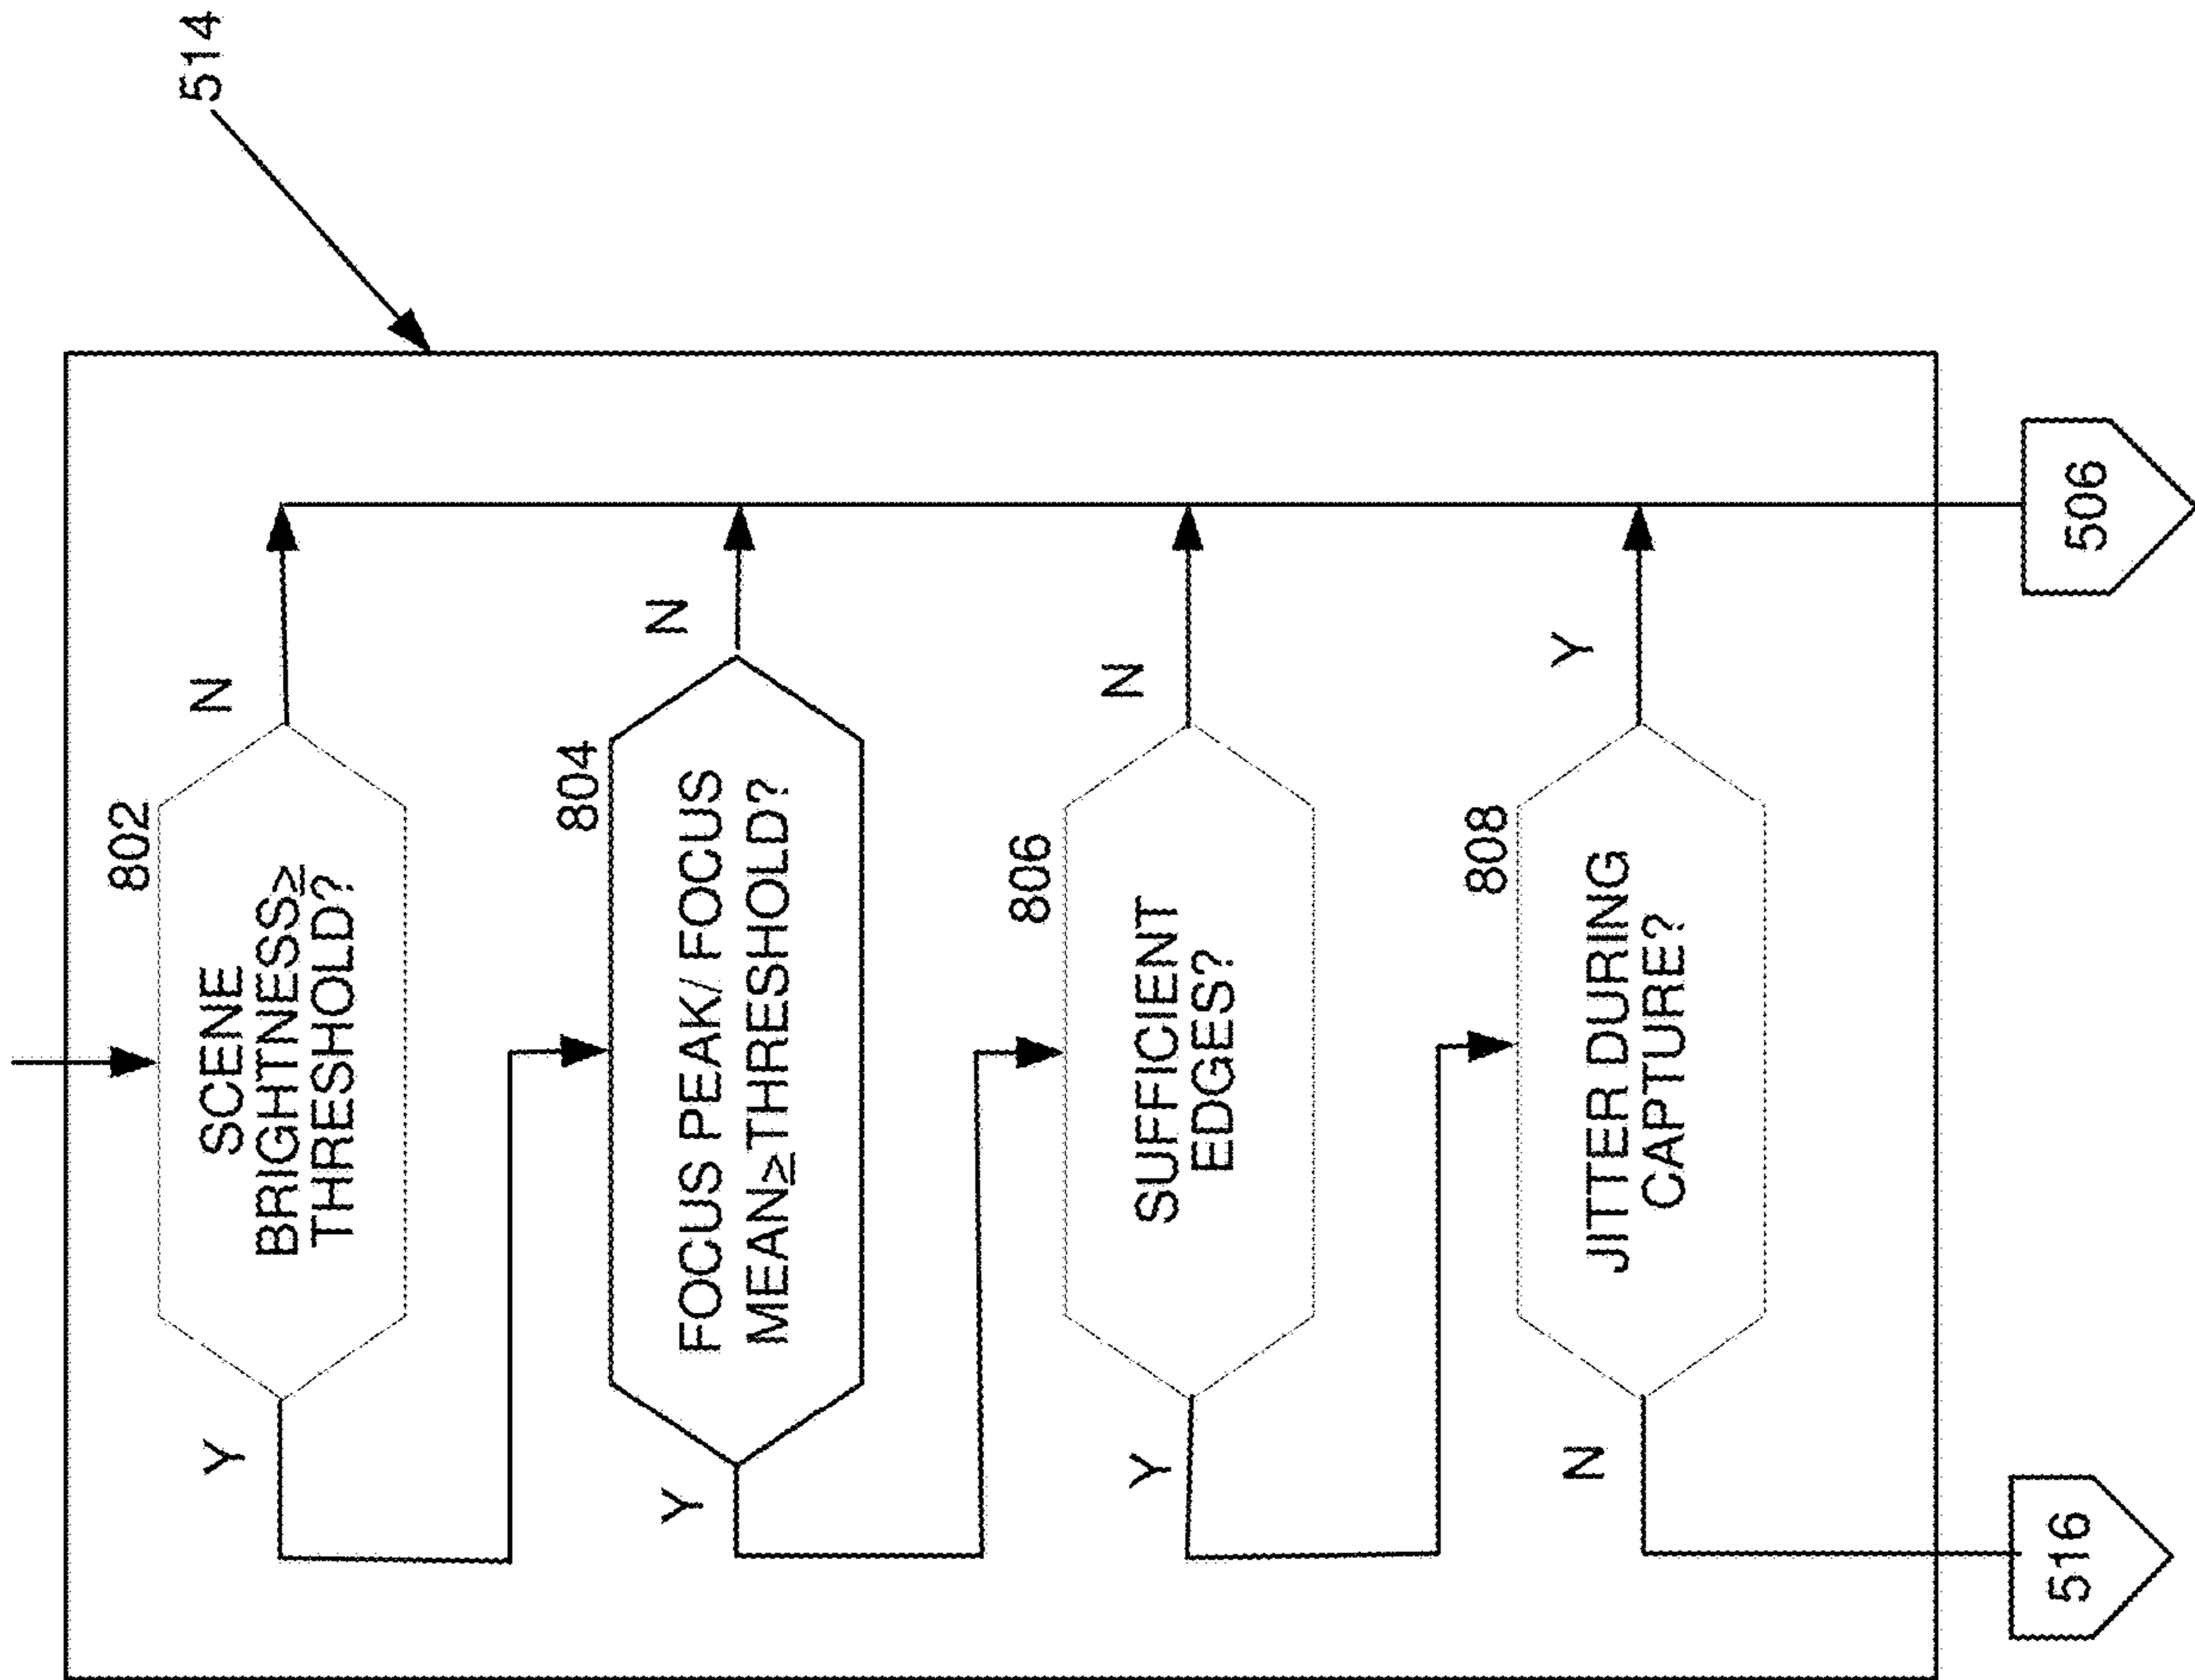 514
802
SCENE
BRIGHTNESS≥
THRESHOLD?
Y
N
804
FOCUS PEAK/ FOCUS
MEAN≥THRESHOLD?
Y
N
806
SUFFICIENT
EDGES?
Y
N
808
JITTER DURING
CAPTURE?
N
Y
516
506